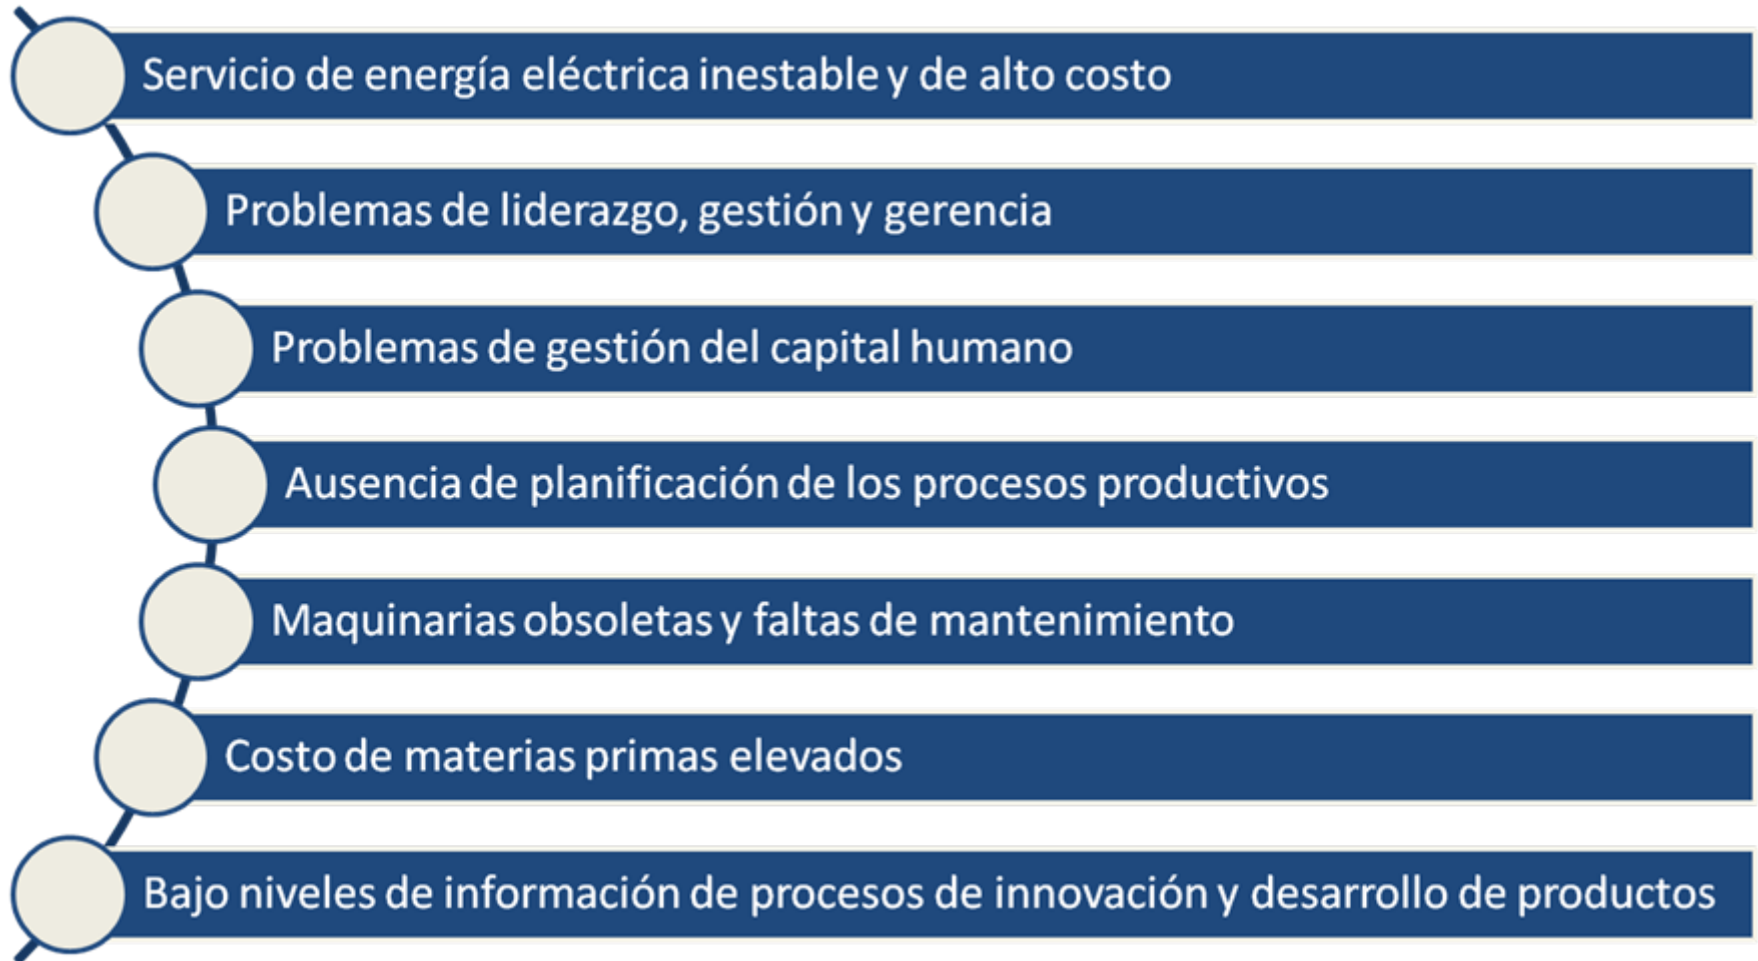 Servicio de energía eléctrica inestable y de alto costo
Problemas de liderazgo, gestión y gerencia
Problemas de gestión del capital humano
Ausencia de planificación de los procesos productivos
Maquinarias obsoletas y faltas de mantenimiento
Costo de materias primas elevados
Bajo niveles de información de procesos de innovación y desarrollo de productos